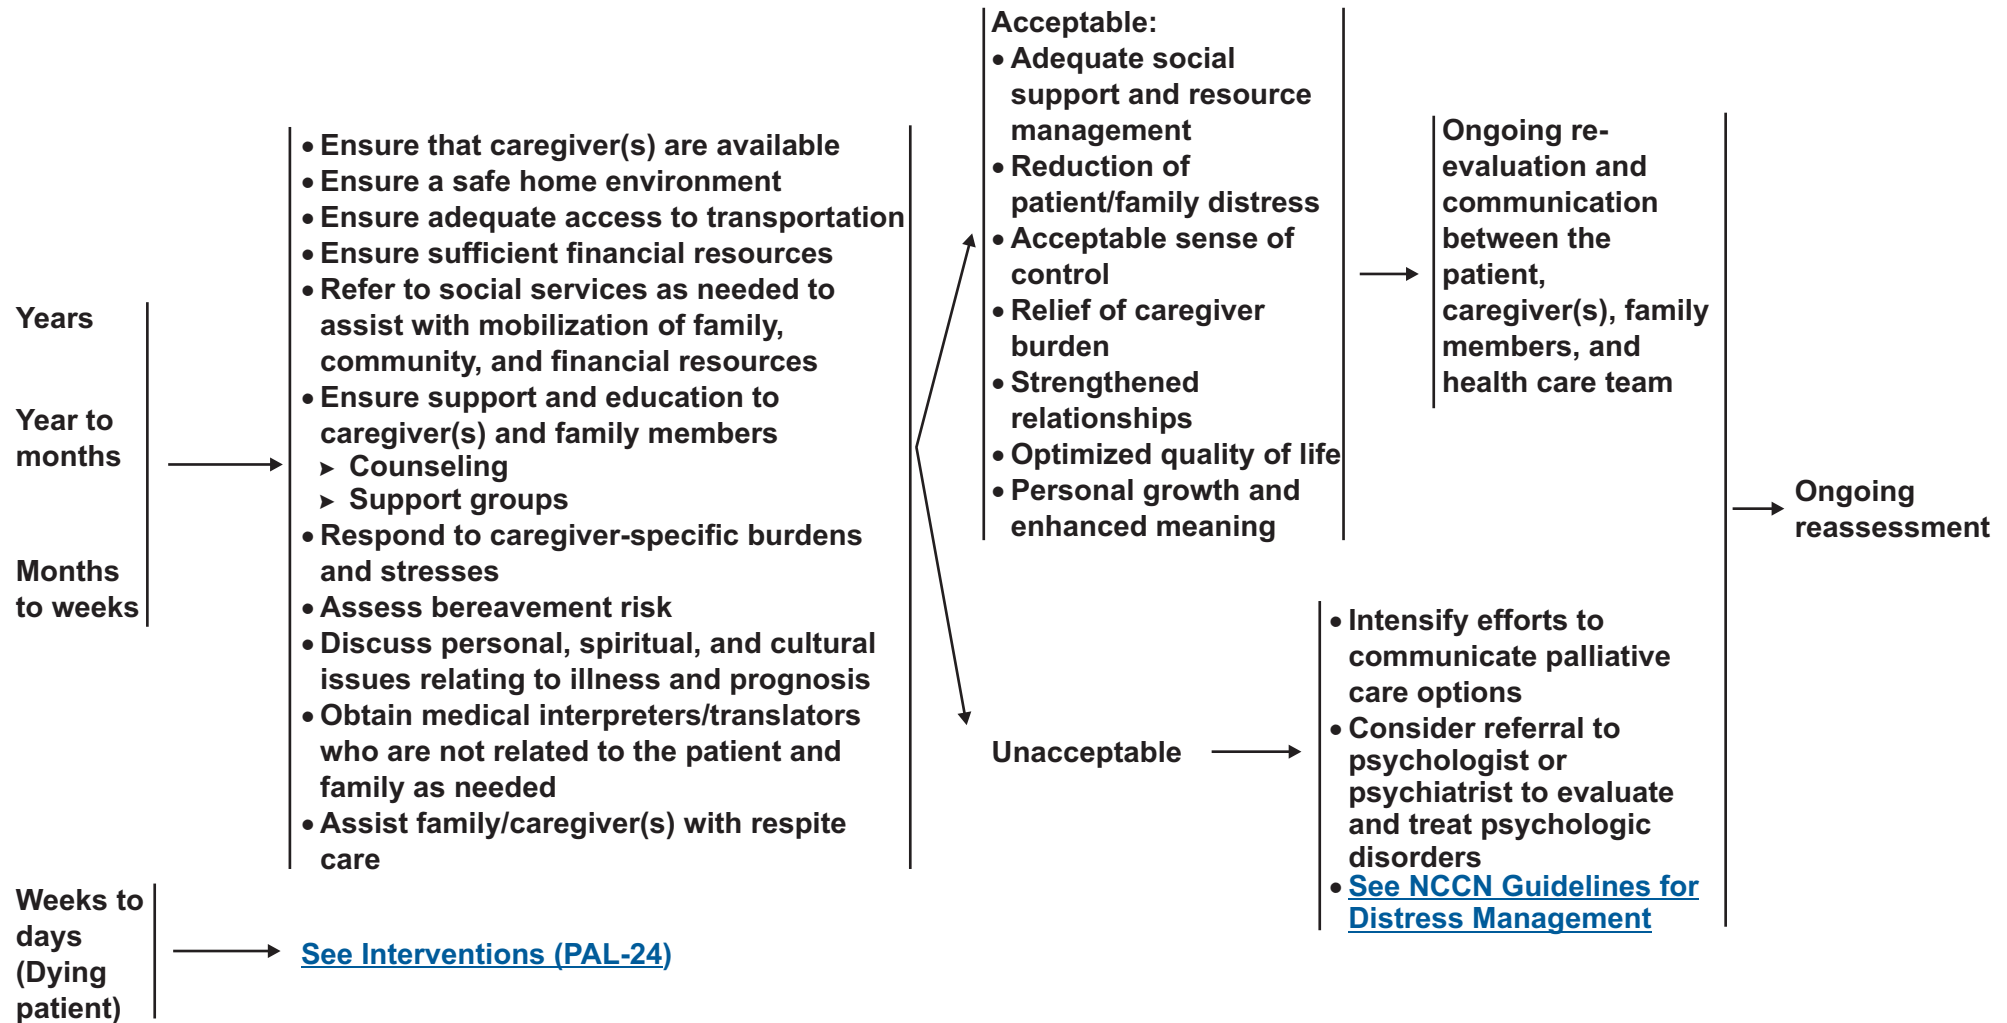 Years
Year to
months
Months
to weeks
• Ensure that caregiver(s) are available
• Ensure a safe home environment
• Ensure adequate access to transportation
• Ensure sufficient financial resources
• Refer to social services as needed to
assist with mobilization of family,
community, and financial resources
• Ensure support and education to
caregiver(s) and family members
➤ Counseling
➤ Support groups
• Respond to caregiver-specific burdens
and stresses
• Assess bereavement risk
• Discuss personal, spiritual, and cultural
issues relating to illness and prognosis
• Obtain medical interpreters/translators
who are not related to the patient and
family as needed
• Assist family/caregiver(s) with respite
care
Acceptable:
• Adequate social
support and resource
management
• Reduction of
patient/family distress
• Acceptable sense of
control
• Relief of caregiver
burden
• Strengthened
relationships
• Optimized quality of life
• Personal growth and
enhanced meaning
Ongoing re-
evaluation and
communication
between the
patient,
caregiver(s), family
members, and
health care team
Unacceptable
• Intensify efforts to
communicate palliative
care options
• Consider referral to
psychologist or
psychiatrist to evaluate
and treat psychologic
disorders
• See NCCN Guidelines for
Distress Management
Ongoing
reassessment
Weeks to
days
(Dying
patient)
See Interventions (PAL-24)